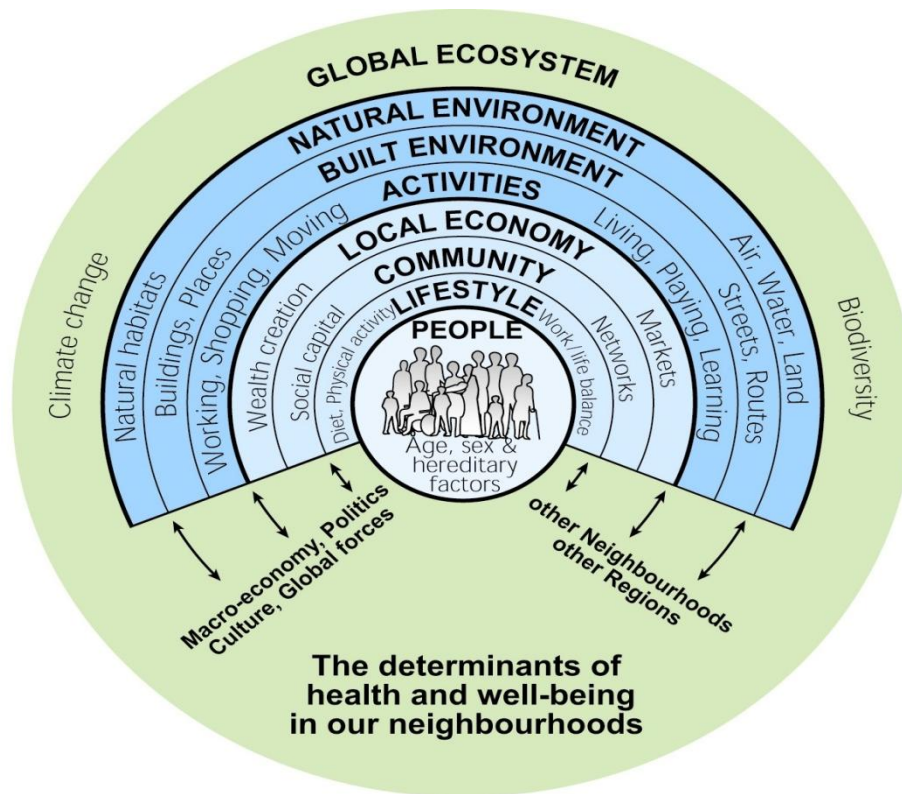 GLOBAL ECOSYSTEM
NATURAL ENVIRONMENT
BUILT ENVIRONMENT
ACTIVITIES
LOCAL ECONOMY
COMMUNITY
LIFESTYLE
PEOPLE
Age, sex &
hereditary
factors
Climate change
Natural habitats
Buildings, Places
Working, Shopping, Moving
Wealth creation
Social capital
Diet, Physical activity
Work/life balance
Networks
Markets
Living, Playing, Learning
Streets, Routes
Air, Water, Land
Biodiversity
Macro-economy, Politics
Culture, Global forces
other Neighbourhoods
other Regions
The determinants of
health and well-being
in our neighbourhoods